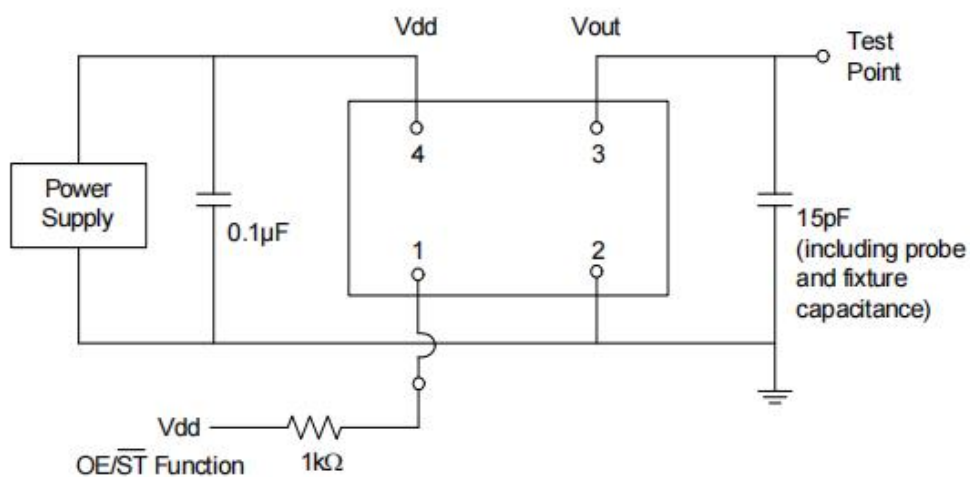 Vdd
Vout
Test
Point
4
3
Power
Supply
0.1µF
1
2
15pF
(including probe
and fixture
capacitance)
Vdd
1kΩ
OE/S̅T̅ Function